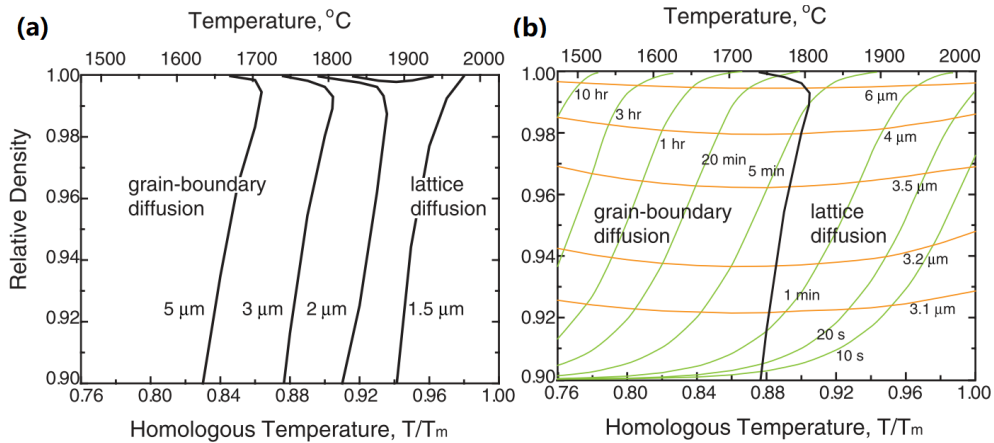 (a)
Temperature, °C
1500 1600 1700 1800 1900 2000
1.00
0.98
0.96
0.94
0.92
0.90
Relative Density
grain-boundary
diffusion
lattice
diffusion
5 μm
3 μm
2 μm
1.5 μm
0.76 0.80 0.84 0.88 0.92 0.96 1.00
Homologous Temperature, T/Tm
(b)
Temperature, °C
1500 1600 1700 1800 1900 2000
1.00
0.98
0.96
0.94
0.92
0.90
10 hr
3 hr
1 hr
20 min
5 min
6 μm
4 μm
3.5 μm
grain-boundary
diffusion
lattice
diffusion
3.2 μm
1 min
3.1 μm
20 s
10 s
0.76 0.80 0.84 0.88 0.92 0.96 1.00
Homologous Temperature, T/Tm